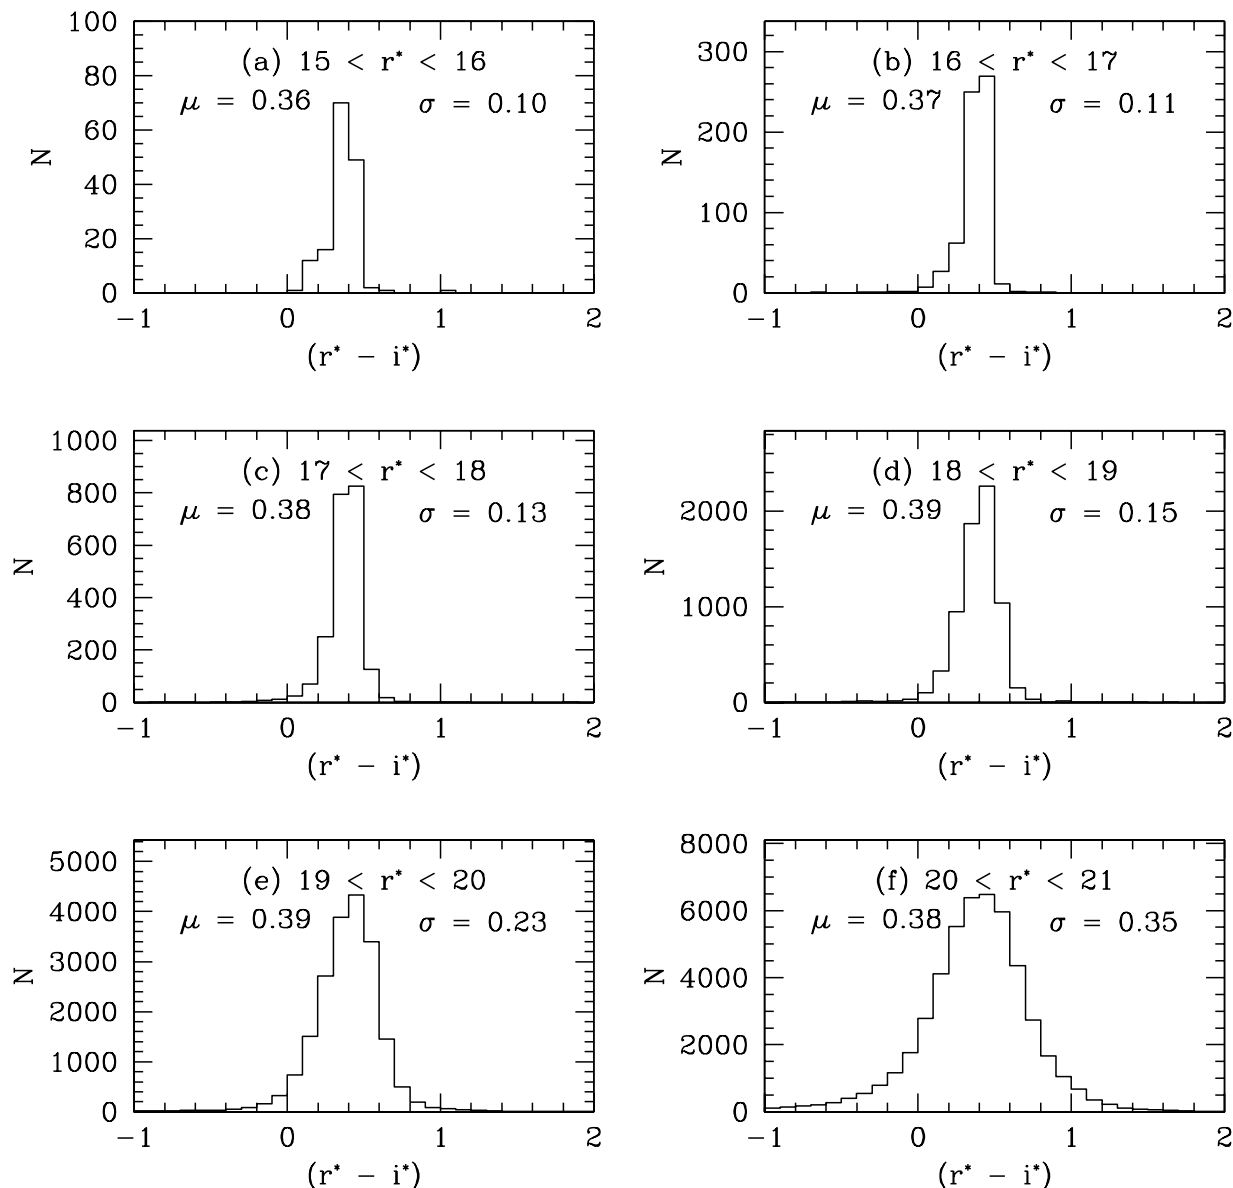 (a) 15 < r* < 16
μ = 0.36 σ = 0.10
N
100
80
60
40
20
0
−1 0 1 2
(r* − i*)
(b) 16 < r* < 17
μ = 0.37 σ = 0.11
N
300
200
100
0
−1 0 1 2
(r* − i*)
(c) 17 < r* < 18
μ = 0.38 σ = 0.13
N
1000
800
600
400
200
0
−1 0 1 2
(r* − i*)
(d) 18 < r* < 19
μ = 0.39 σ = 0.15
N
2000
1000
0
−1 0 1 2
(r* − i*)
(e) 19 < r* < 20
μ = 0.39 σ = 0.23
N
5000
4000
3000
2000
1000
0
−1 0 1 2
(r* − i*)
(f) 20 < r* < 21
μ = 0.38 σ = 0.35
N
8000
6000
4000
2000
0
−1 0 1 2
(r* − i*)